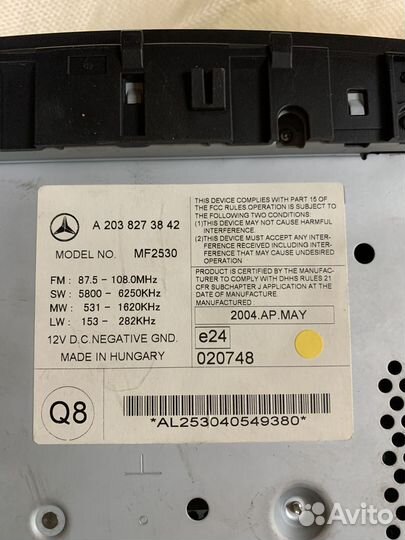 A 203 827 38 42
MODEL NO. MF2530
FM : 87.5 - 108.0MHz
SW : 5800 - 6250KHz
MW : 531 - 1620KHz
LW : 153 - 282KHz
12V D.C. NEGATIVE GND.
MADE IN HUNGARY
THIS DEVICE COMPLIES WITH PART 15 OF
THE FCC RULES.OPERATION IS SUBJECT TO
THE FOLLOWING TWO CONDITIONS:
(1)THIS DEVICE MAY NOT CAUSE HARMFUL
INTERFERENCE.
(2)THIS DEVICE MUST ACCEPT ANY INTER-
FERENCE RECEIVED INCLUDING INTER-
FERENCE THAT MAY CAUSE UNDESIRED
OPERATION.
PRODUCT IS CERTIFIED BY THE MANUFAC-
TURER TO COMPLY WITH DHHS RULES 21
CFR SUBCHAPTER J APPLICATION AT THE
DATE OF MANUFACTURE.
2004.AP.MAY
e24
020748
Q8
*AL253040549380*
Avito